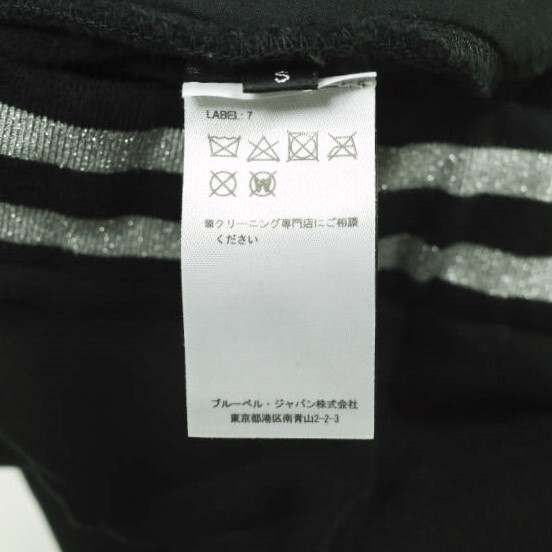 S
LABEL: 7
W
※クリーニング専門店にご相談
ください
ブルーベル・ジャパン株式会社
東京都港区南青山2-2-3